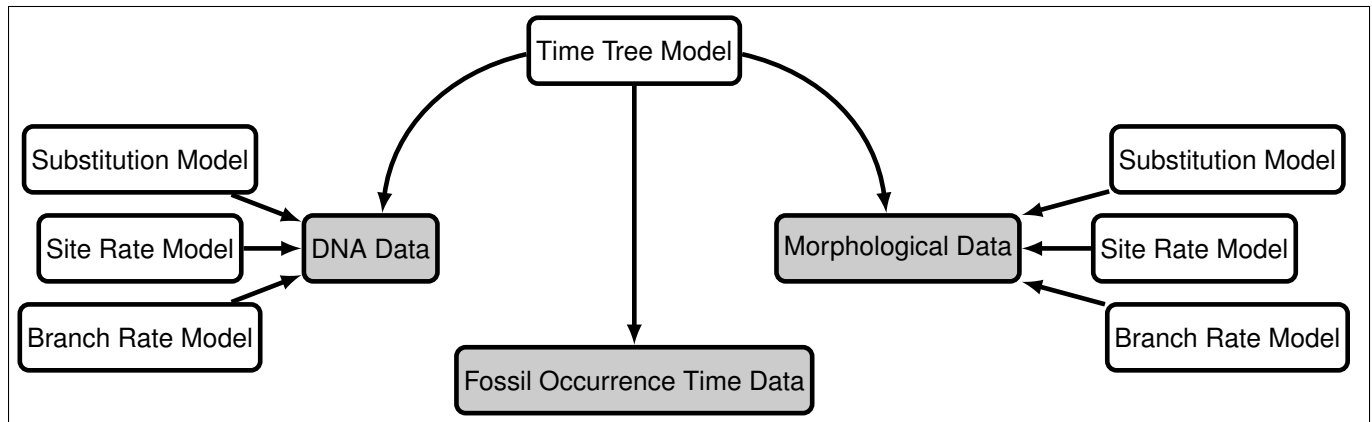 Time Tree Model
Substitution Model
Site Rate Model
Branch Rate Model
DNA Data
Morphological Data
Substitution Model
Site Rate Model
Branch Rate Model
Fossil Occurrence Time Data